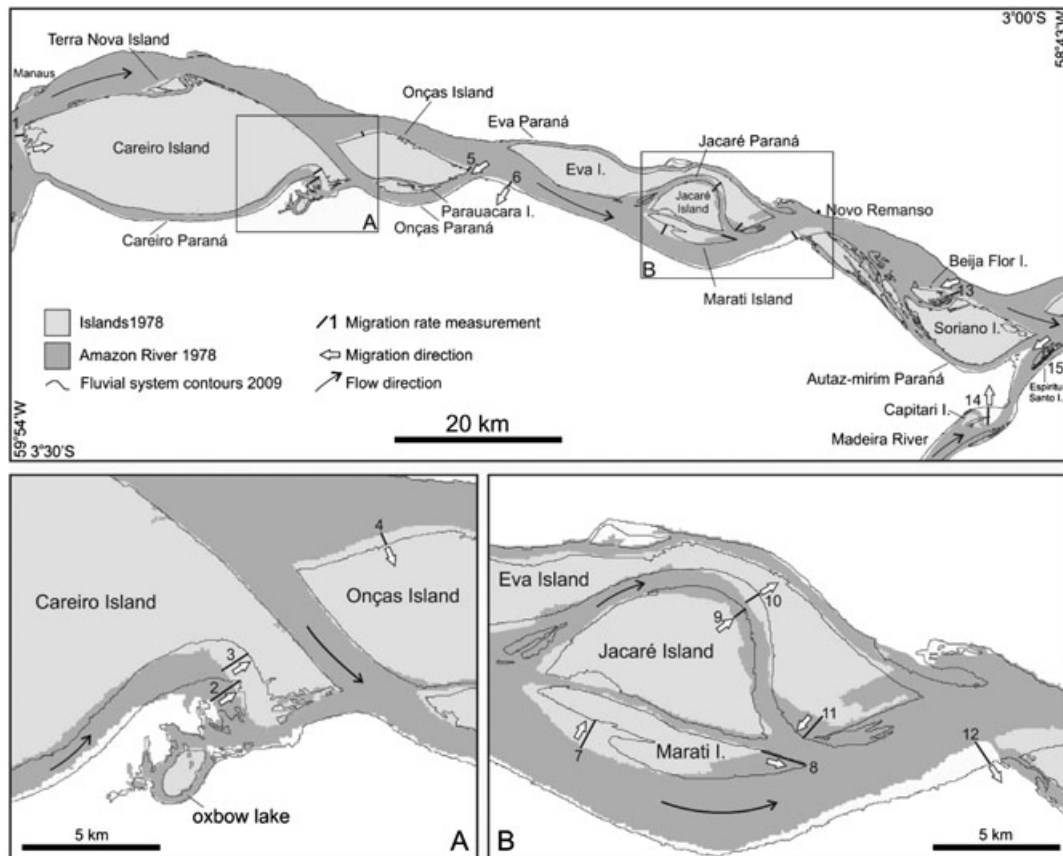 3°00'S
58°43'W
Terra Nova Island
Manaus
Onças Island
Eva Paraná
Jacaré Paraná
1
Careiro Island
5
6
Eva I.
Jacaré
Island
Novo Remanso
Parauacara I.
Onças Paraná
A
Careiro Paraná
B
Marati Island
Beija Flor I.
13
Soriano I.
Islands1978
1 Migration rate measurement
Amazon River 1978
Migration direction
Fluvial system contours 2009
Flow direction
Autaz-mirim Paraná
15
Espiritu
Santo I.
14
Capitari I.
Madeira River
59°54'W
3°30'S
20 km
4
Careiro Island
Onças Island
3
2
oxbow lake
5 km
A
Eva Island
10
9
Jacaré Island
11
7
Marati I.
8
12
B
5 km